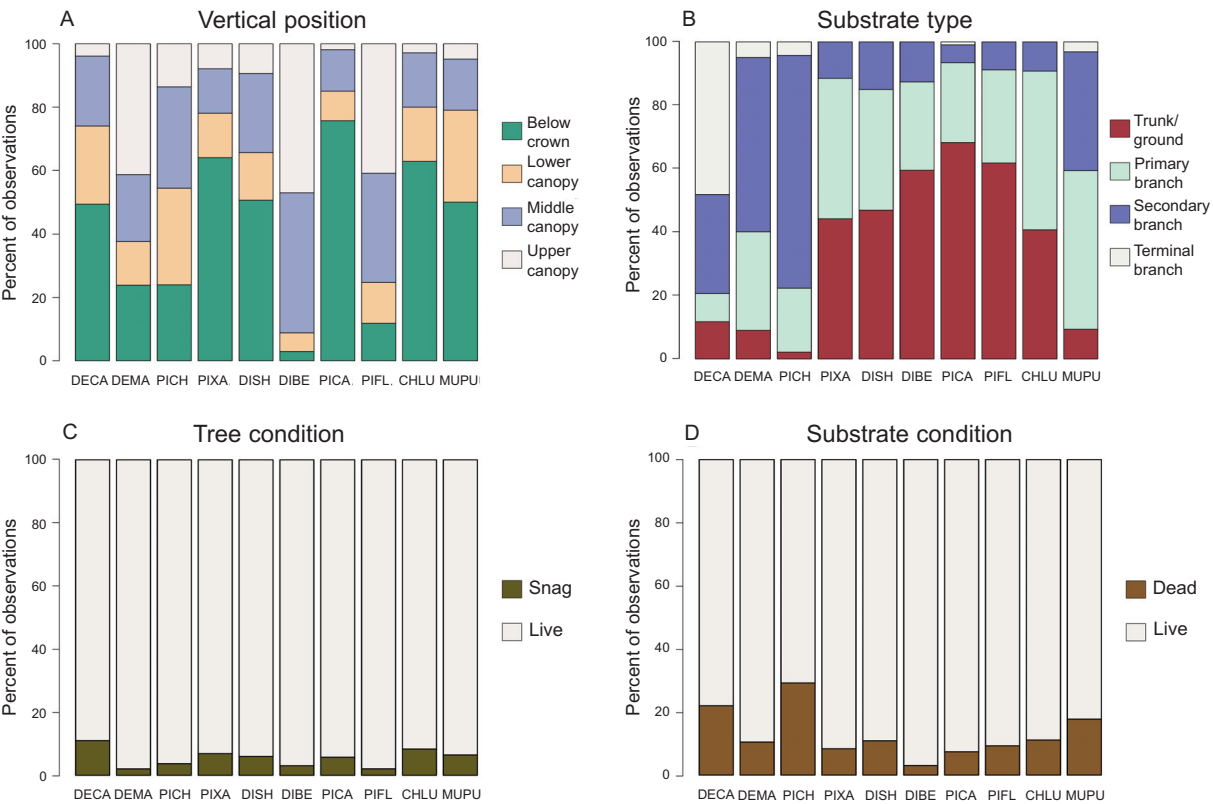 A
Vertical position
Percent of observations
100
80
60
40
20
0
DECA DEMA PICH PIXA DISH DIBE PICA PIFL CHLU MUPU
Below
crown
Lower
canopy
Middle
canopy
Upper
canopy
B
Substrate type
Percent of observations
100
80
60
40
20
0
DECA DEMA PICH PIXA DISH DIBE PICA PIFL CHLU MUPU
Trunk/
ground
Primary
branch
Secondary
branch
Terminal
branch
C
Tree condition
Percent of observations
100
80
60
40
20
0
DECA DEMA PICH PIXA DISH DIBE PICA PIFL CHLU MUPU
Snag
Live
D
Substrate condition
Percent of observations
100
80
60
40
20
0
DECA DEMA PICH PIXA DISH DIBE PICA PIFL CHLU MUPU
Dead
Live